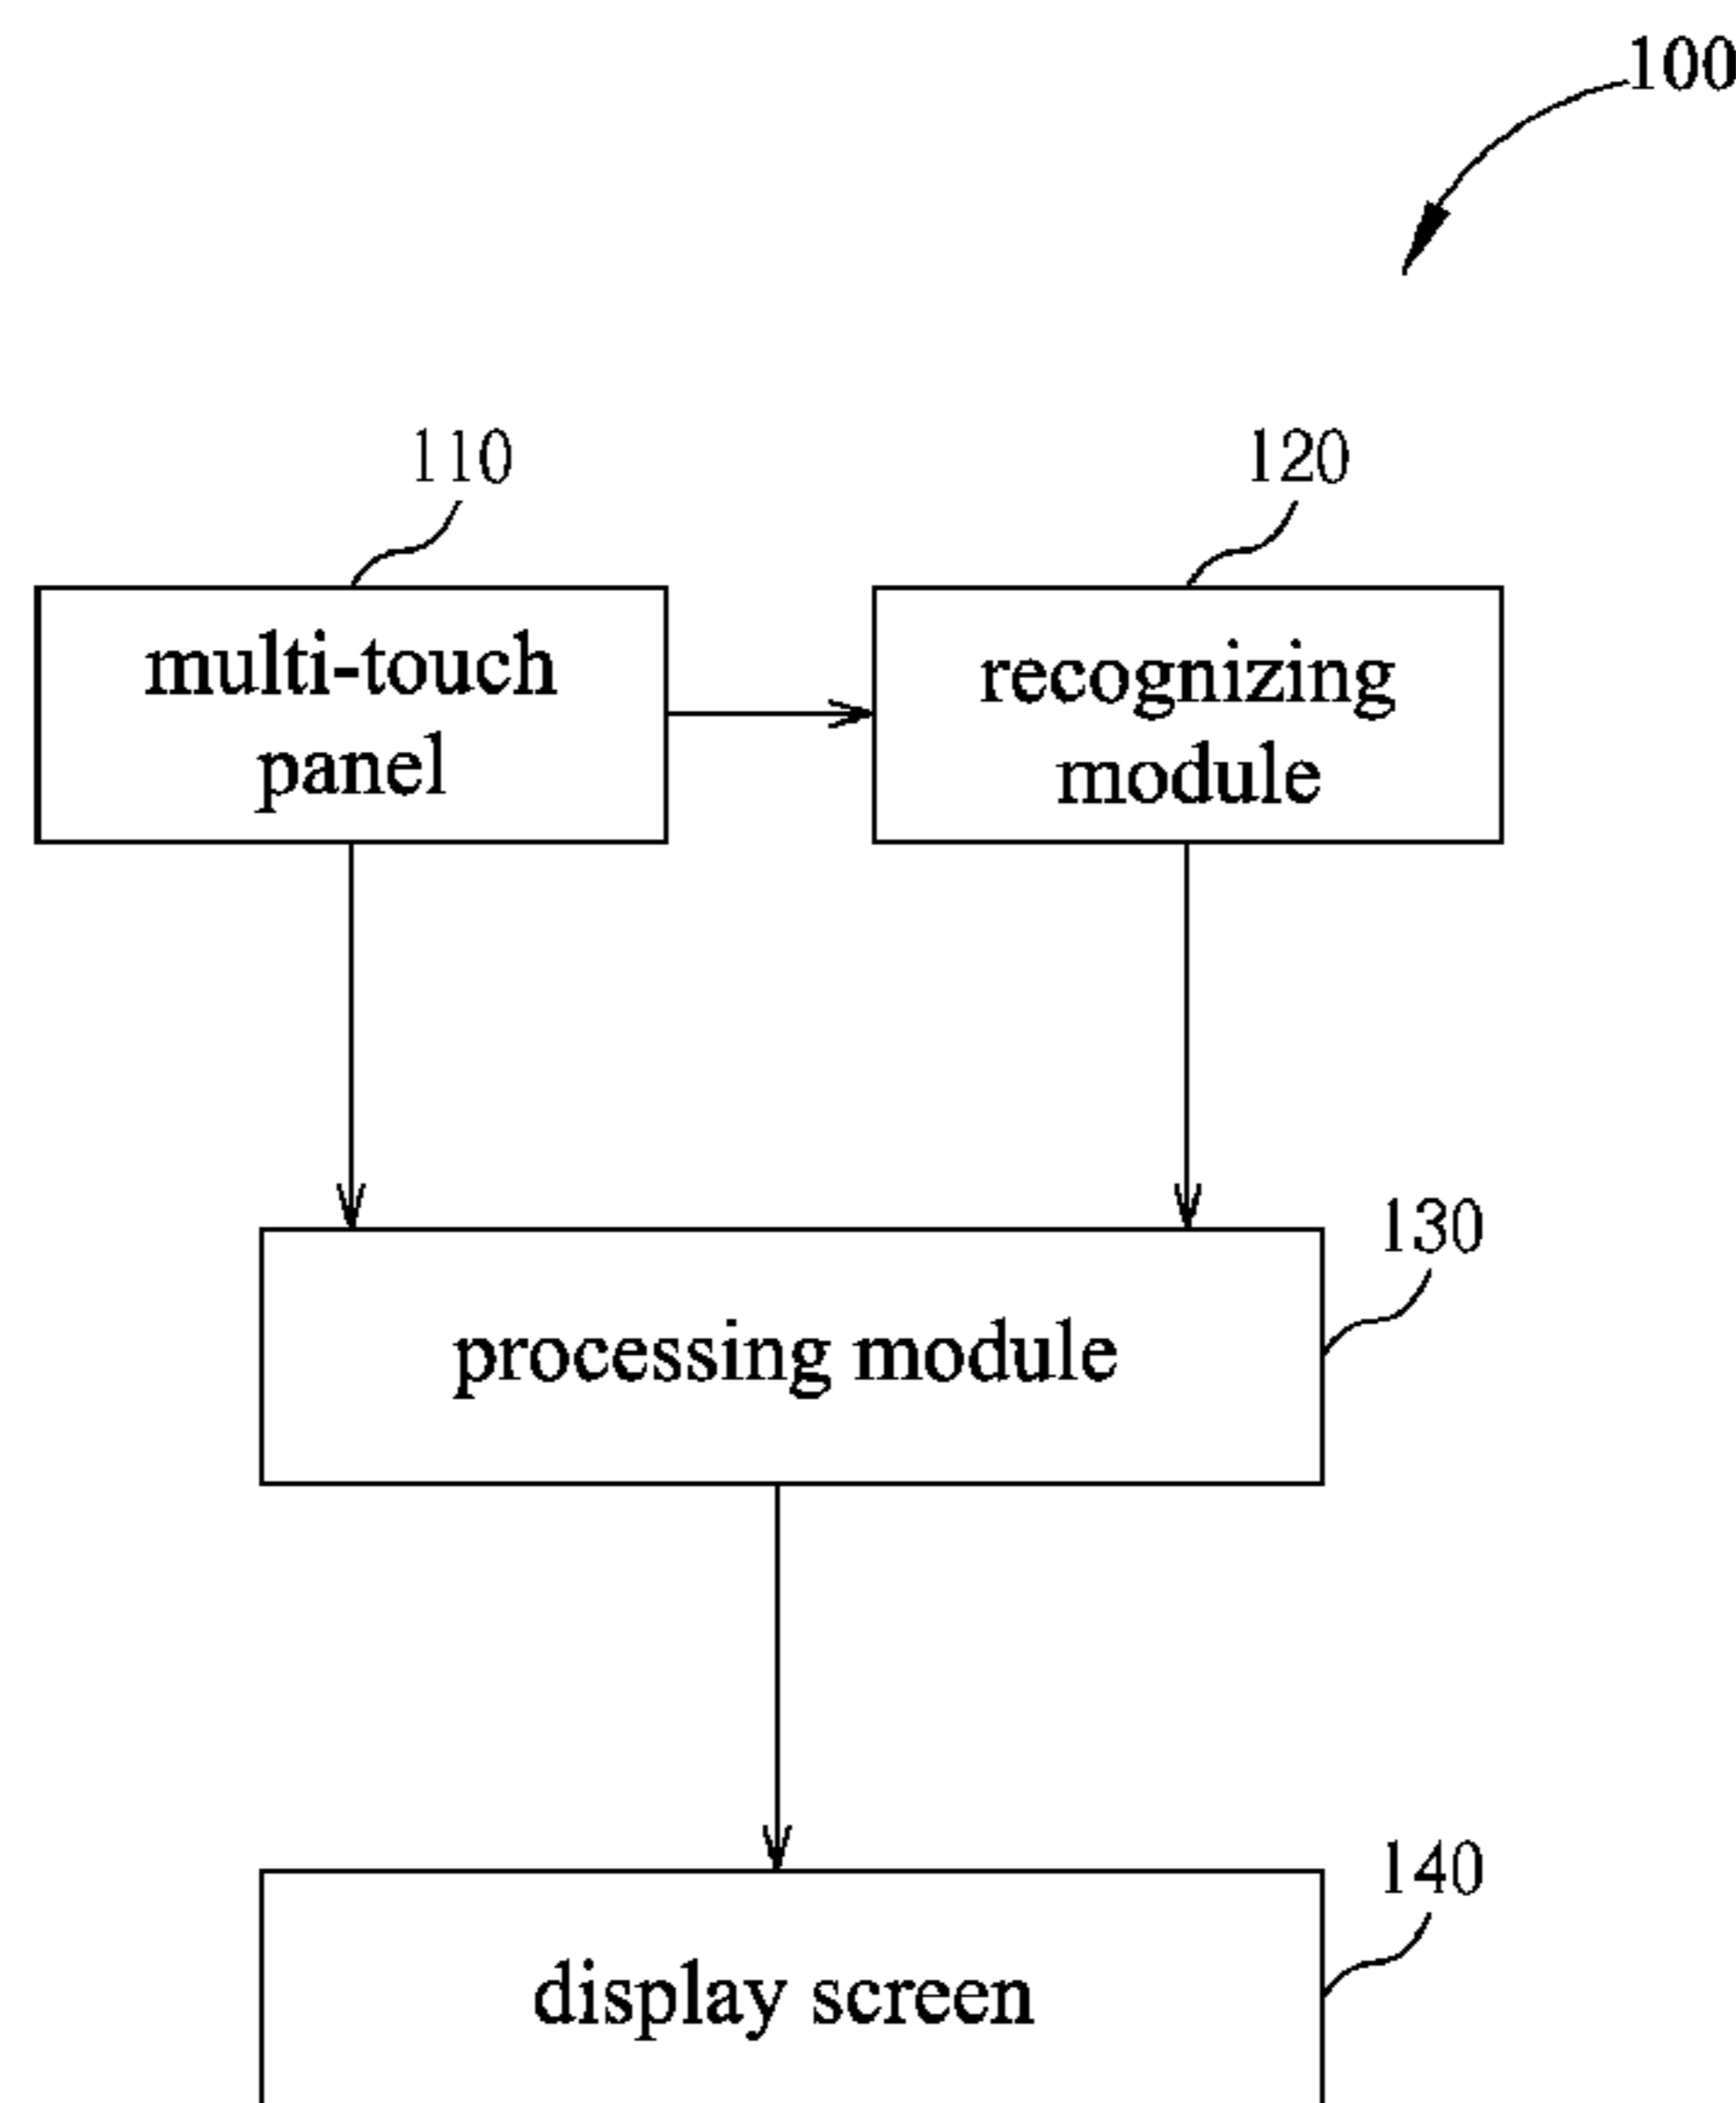 100
110
120
multi-touch
panel
recognizing
module
130
processing module
140
display screen